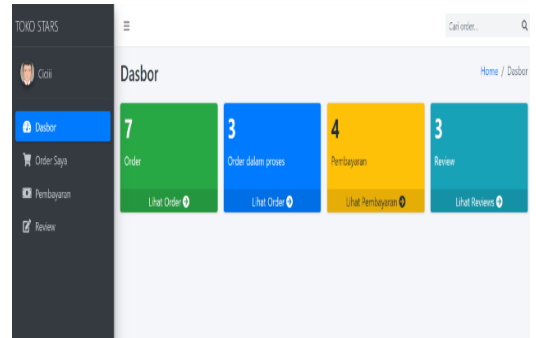 TOKO STARS
Cari order..
Ciciii
Dasbor
Home / Dasbor
Dasbor
Order Saya
Pembayaran
Review
7
Order
Lihat Order
3
Order dalam proses
Lihat Order
4
Pembayaran
Lihat Pembayaran
3
Review
Lihat Reviews